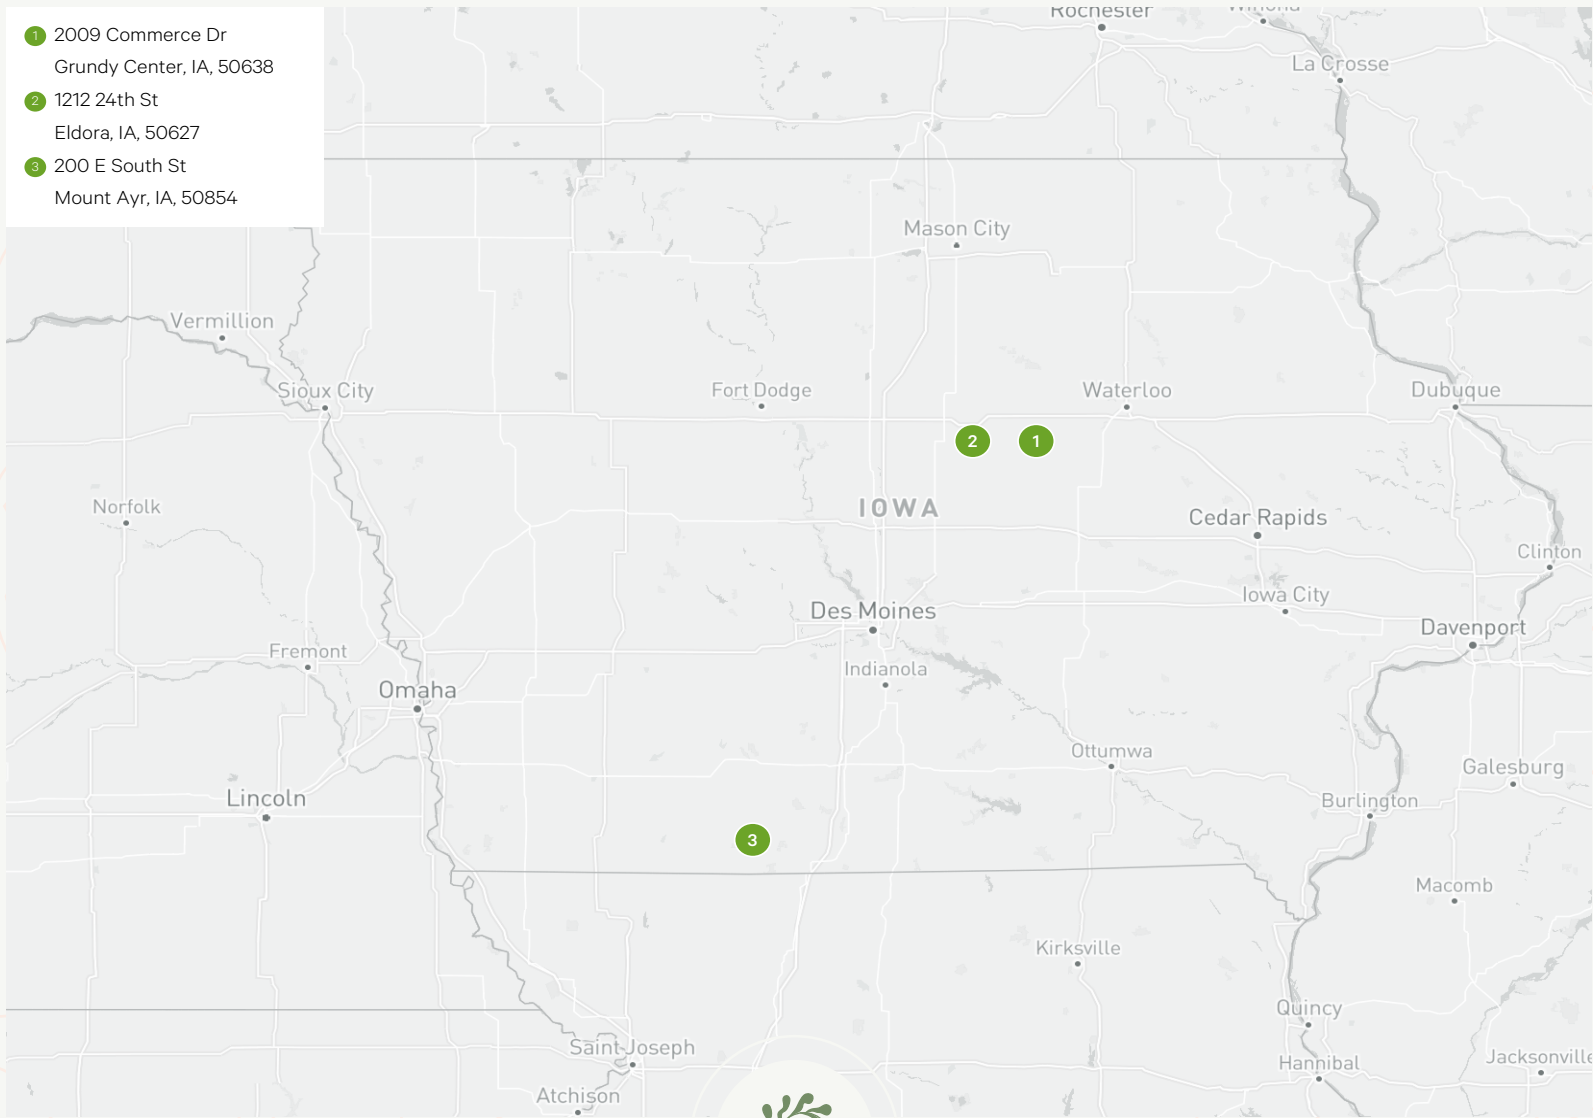 1 2009 Commerce Dr
Grundy Center, IA, 50638
2 1212 24th St
Eldora, IA, 50627
3 200 E South St
Mount Ayr, IA, 50854
Rochester
Winona
La Crosse
Mason City
Vermillion
Sioux City
Fort Dodge
Waterloo
Dubuque
2
1
Norfolk
IOWA
Cedar Rapids
Clinton
Des Moines
Iowa City
Davenport
Fremont
Indianola
Omaha
Ottumwa
Galesburg
Lincoln
Burlington
3
Macomb
Kirksville
Quincy
Saint Joseph
Hannibal
Jacksonville
Atchison